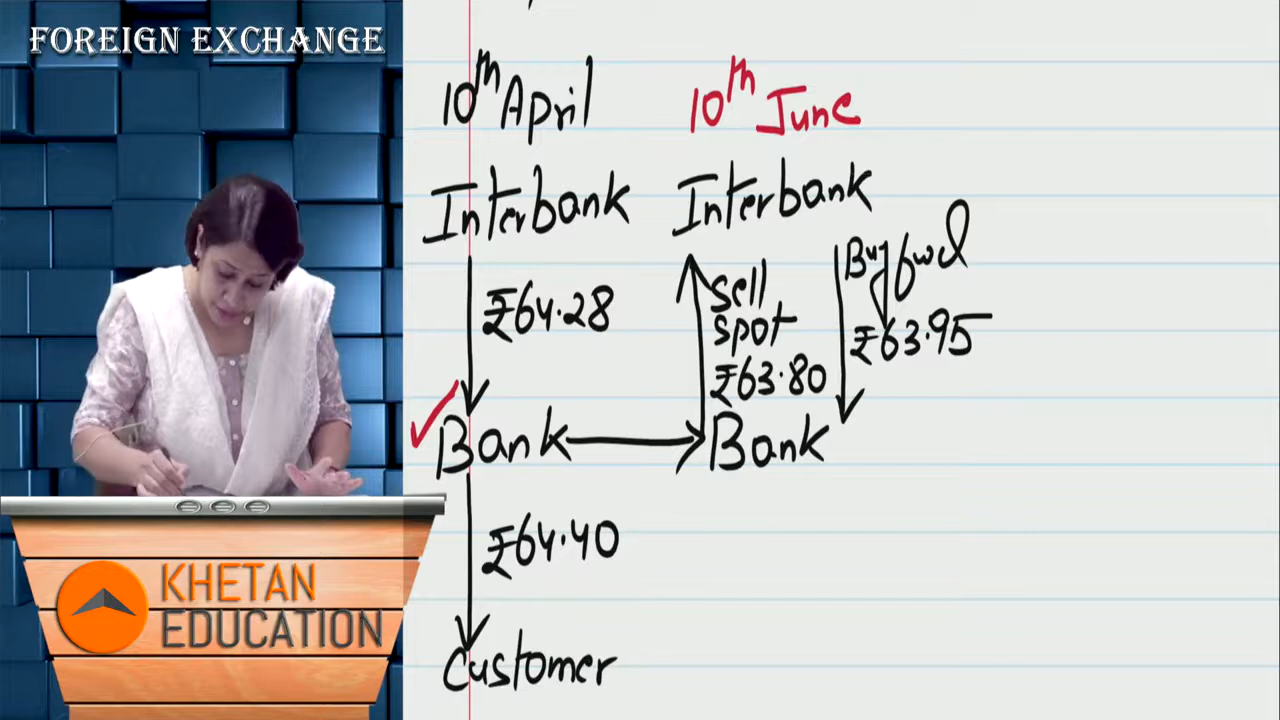 FOREIGN EXCHANGE
10th April
10th June
Interbank
Interbank
₹64.28
sell
spot
₹63.80
Buy fwd
₹63.95
Bank
Bank
₹64.40
Customer
KHETAN
EDUCATION